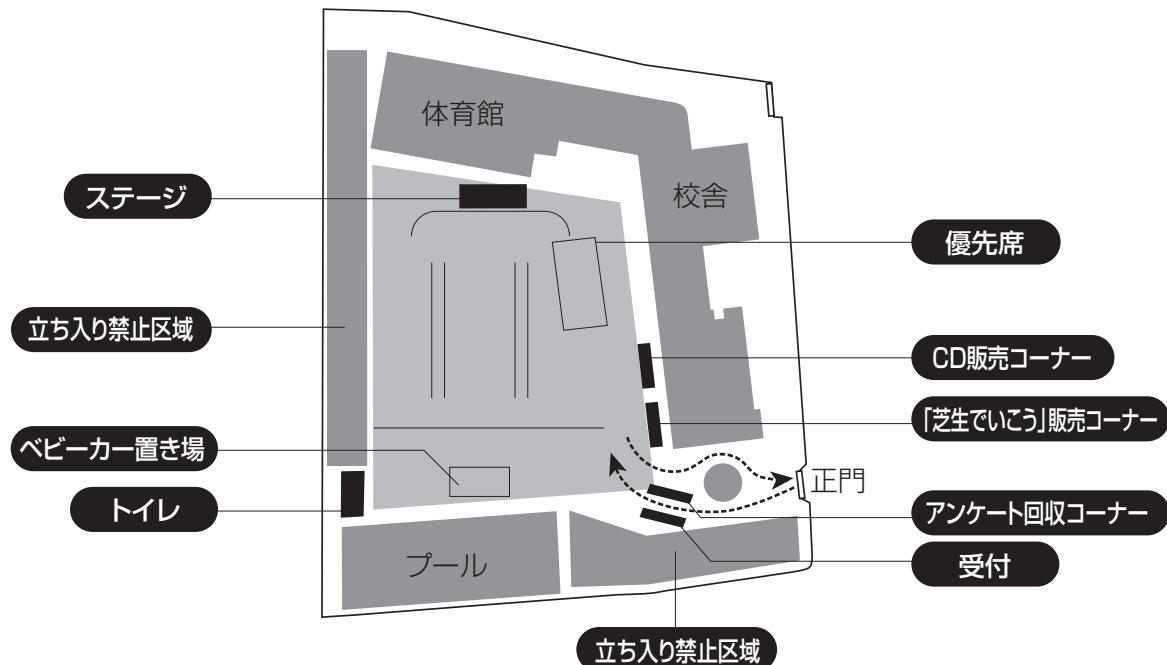 体育館
校舎
ステージ
優先席
立ち入り禁止区域
CD販売コーナー
「芝生でいこう」販売コーナー
ベビーカー置き場
正門
トイレ
アンケート回収コーナー
プール
受付
立ち入り禁止区域